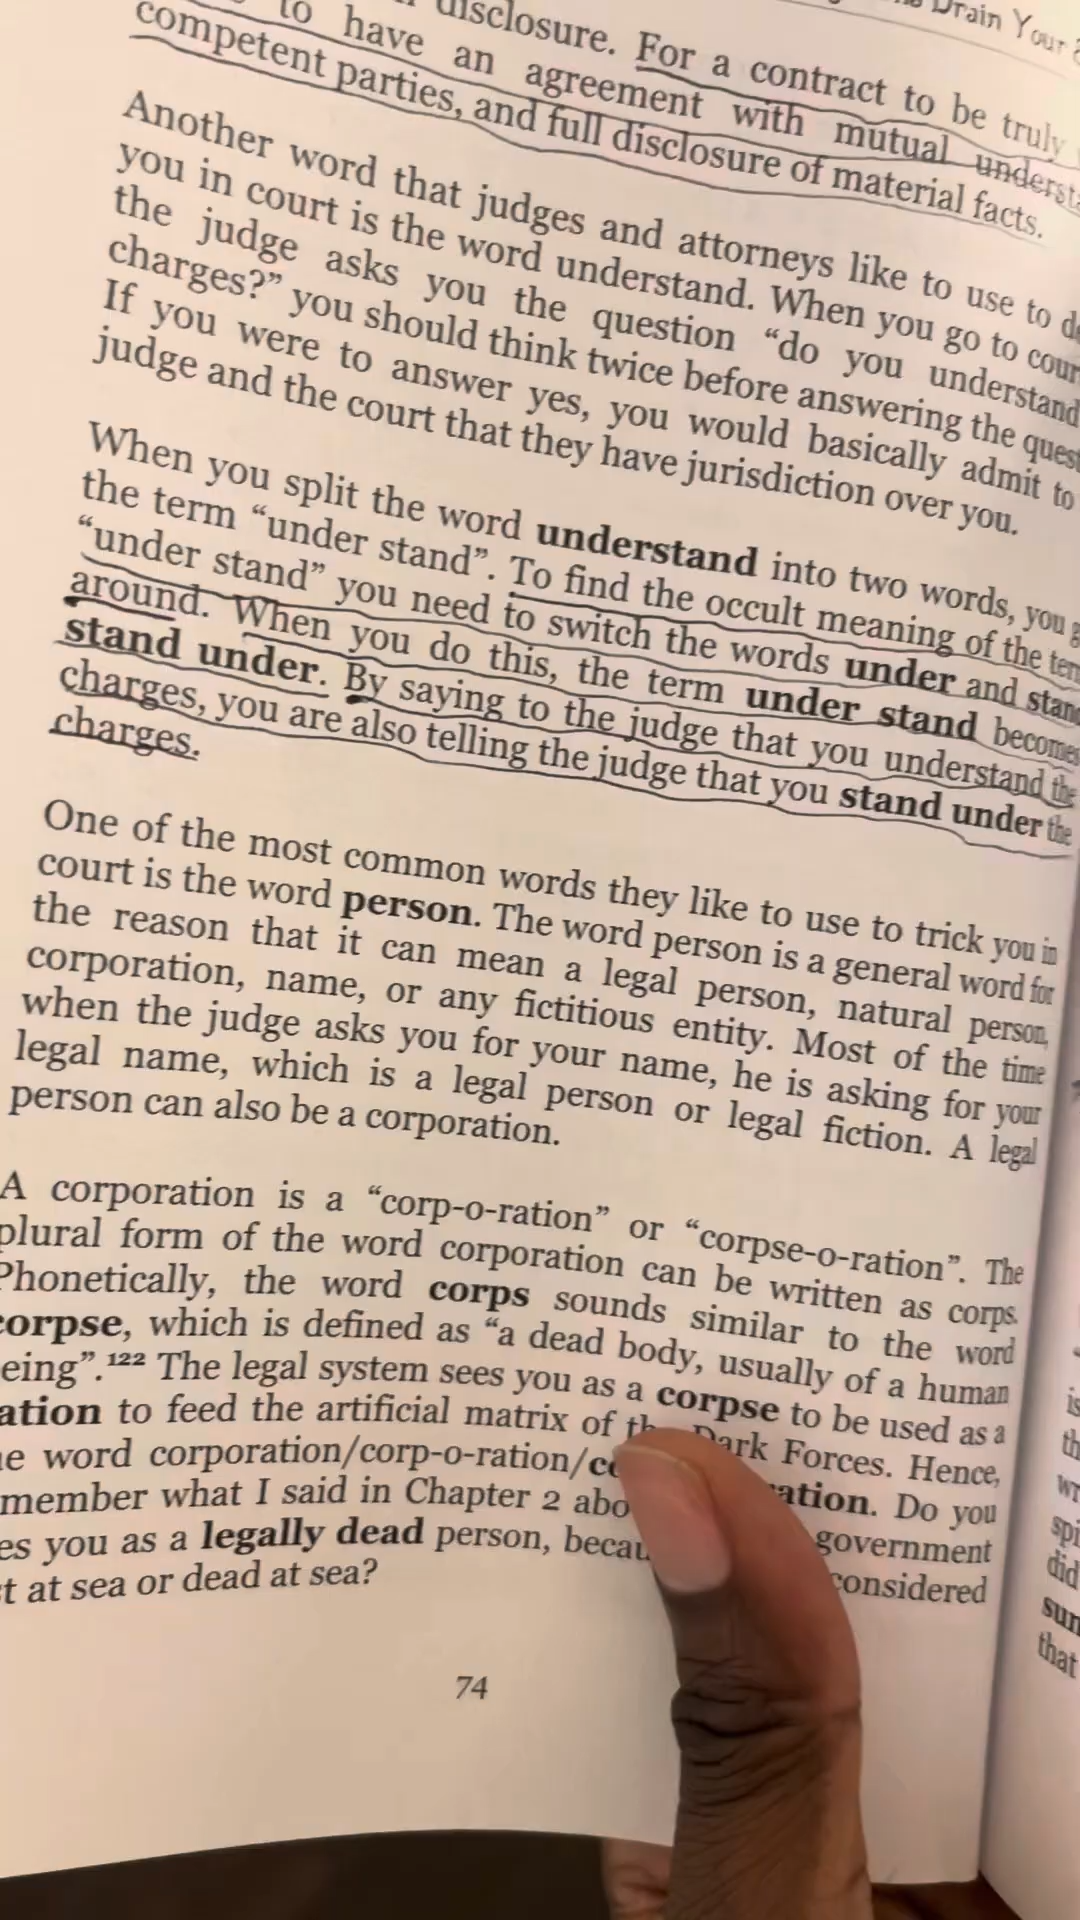 Drain Your
disclosure. For a contract to be truly
to have an agreement with mutual
competent parties, and full disclosure of material facts.
Another word that judges and attorneys like to use to
you in court is the word understand. When you go to
the judge asks you the question “do you understand
charges?” you should think twice before answering the
If you were to answer yes, you would basically admit to
judge and the court that they have jurisdiction over you.
When you split the word understand into two words, you
the term “under stand”. To find the occult meaning of the
“under stand” you need to switch the words under and
around. When you do this, the term under stand becomes
stand under. By saying to the judge that you understand the
charges, you are also telling the judge that you stand under the
charges.
One of the most common words they like to use to trick you in
court is the word person. The word person is a general word for
the reason that it can mean a legal person, natural person,
corporation, name, or any fictitious entity. Most of the time
when the judge asks you for your name, he is asking for your
legal name, which is a legal person or legal fiction. A legal
person can also be a corporation.
A corporation is a “corp-o-ration” or “corpse-o-ration”. The
plural form of the word corporation can be written as corps.
Phonetically, the word corps sounds similar to the word
corpse, which is defined as “a dead body, usually of a human
eing”.¹²² The legal system sees you as a corpse to be used as a
ation to feed the artificial matrix of Dark Forces. Hence,
word corporation/corp-o-ration/ ation. Do you
member what I said in Chapter 2 government
es you as a legally dead person, considered
t at sea or dead at sea?
74
is
th
wr
spi
did
sun
that